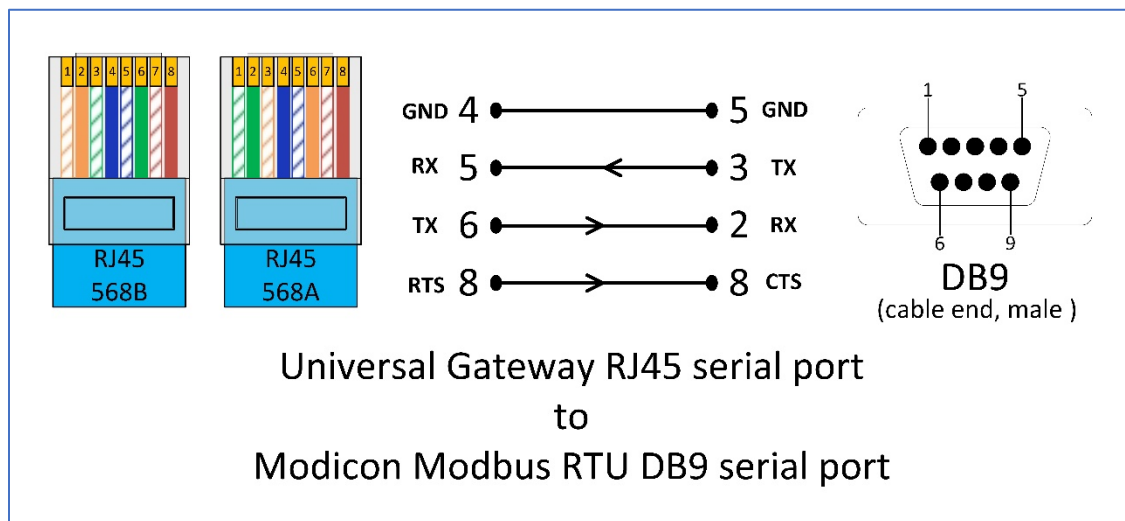 1 2 3 4 5 6 7 8
1 2 3 4 5 6 7 8
RJ45
568B
RJ45
568A
GND 4 5 GND
RX 5 3 TX
TX 6 2 RX
RTS 8 8 CTS
1 5
6 9
DB9
(cable end, male )
Universal Gateway RJ45 serial port
to
Modicon Modbus RTU DB9 serial port